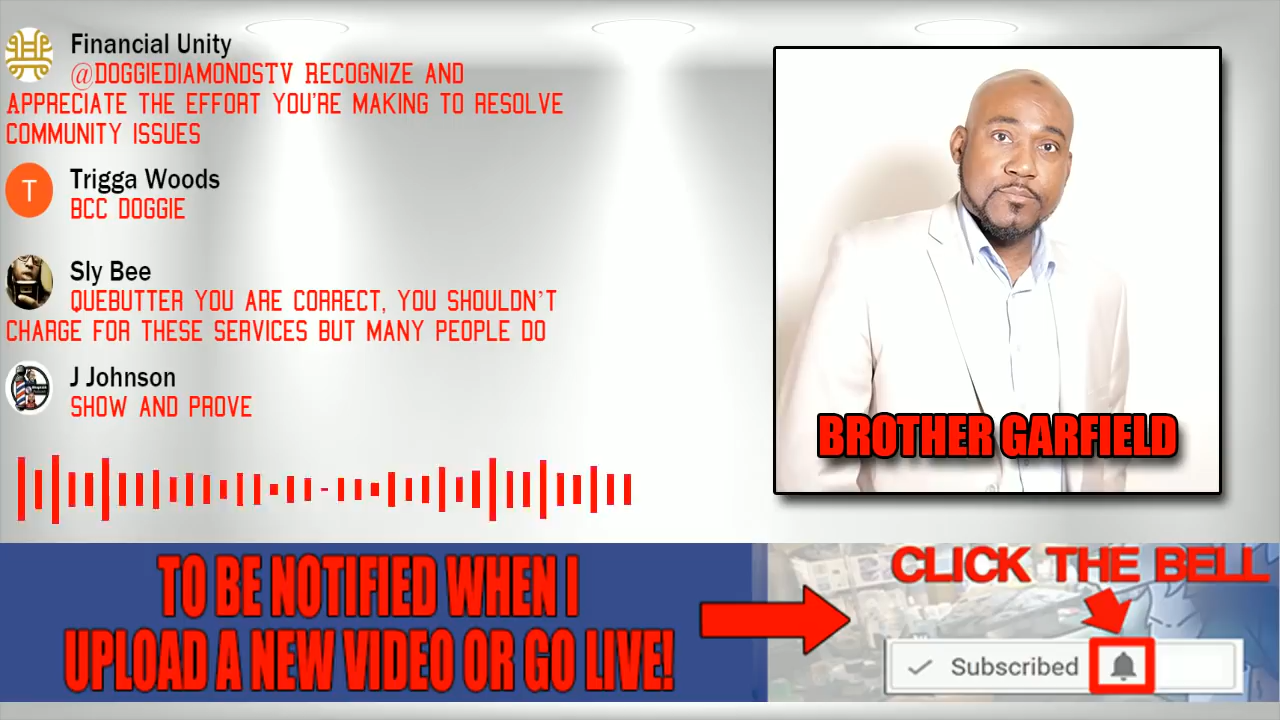 Financial Unity
@DOGGIEDIAMONDSTV RECOGNIZE AND
APPRECIATE THE EFFORT YOU'RE MAKING TO RESOLVE
COMMUNITY ISSUES
T
Trigga Woods
BCC DOGGIE
Sly Bee
QUEBUTTER YOU ARE CORRECT, YOU SHOULDN'T
CHARGE FOR THESE SERVICES BUT MANY PEOPLE DO
J Johnson
SHOW AND PROVE
BROTHER GARFIELD
TO BE NOTIFIED WHEN I
UPLOAD A NEW VIDEO OR GO LIVE!
CLICK THE BELL
Subscribed